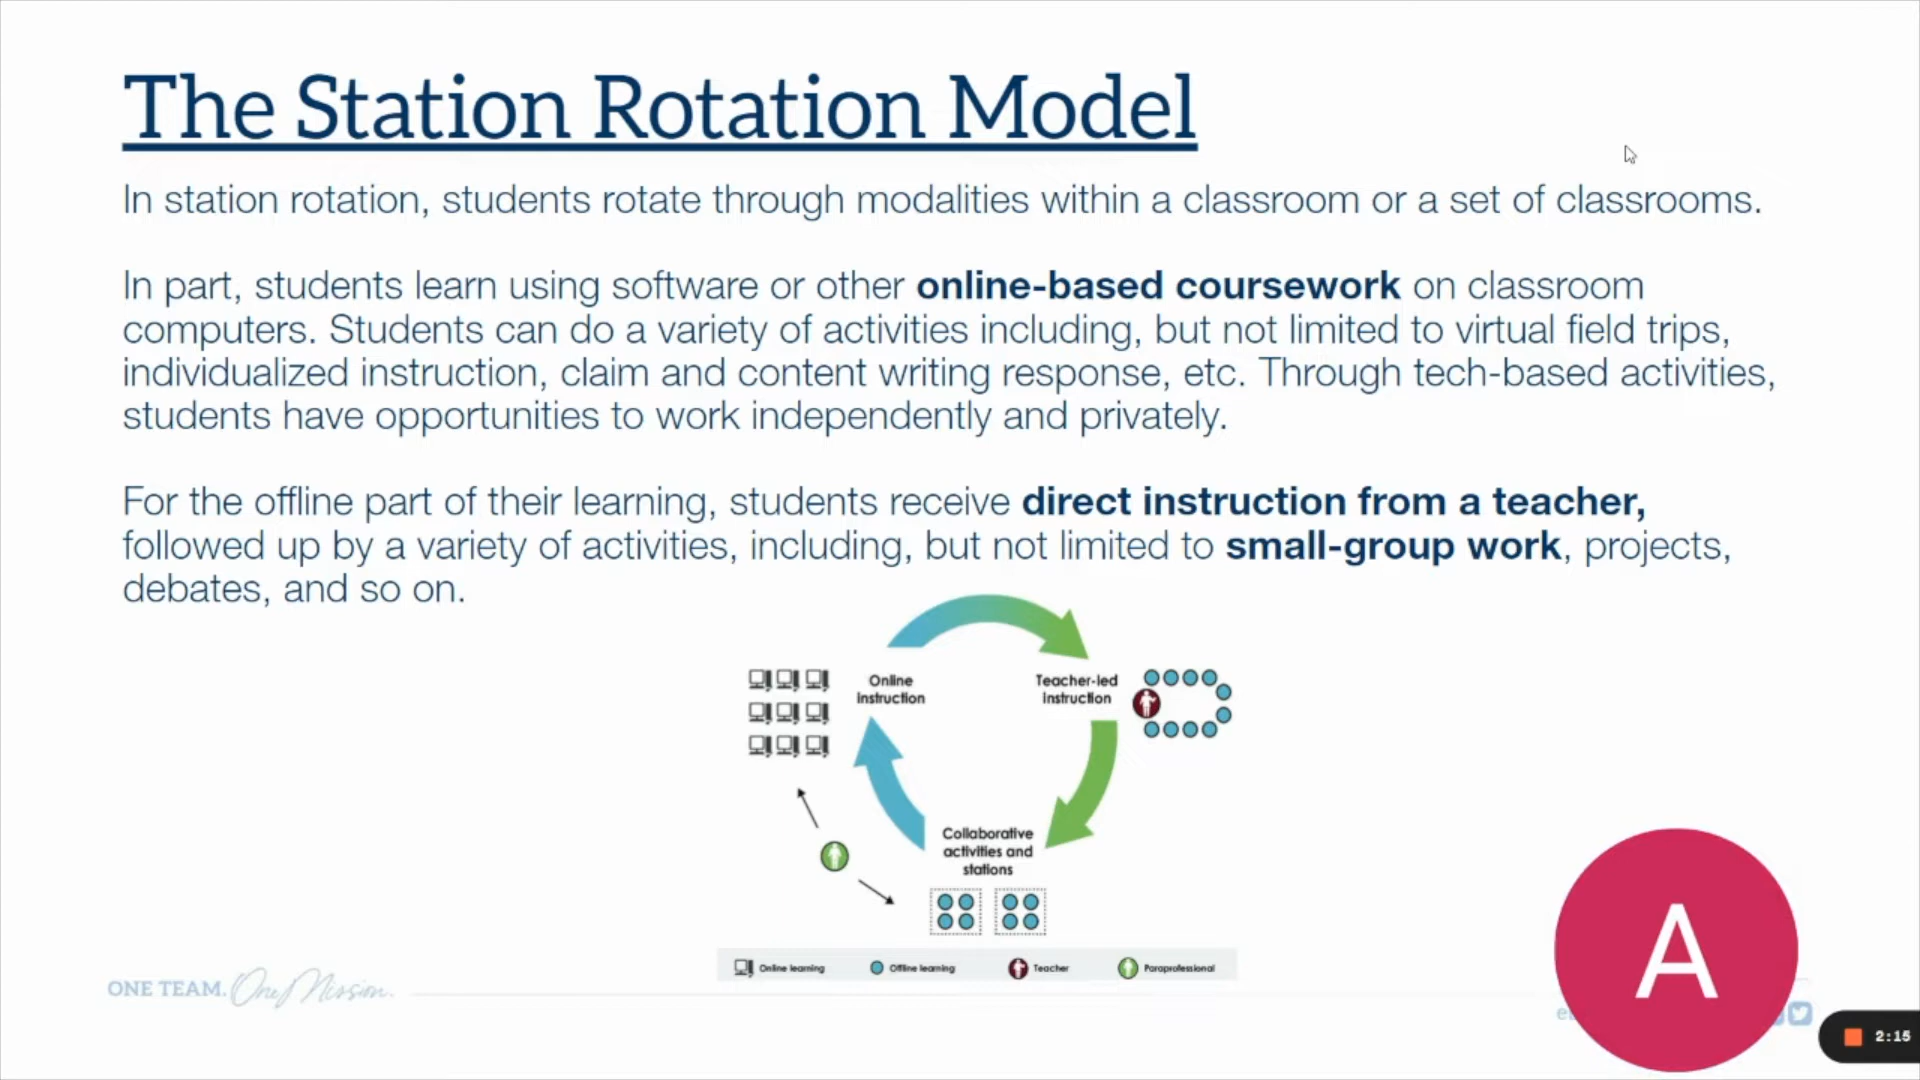 The Station Rotation Model
In station rotation, students rotate through modalities within a classroom or a set of classrooms.
In part, students learn using software or other online-based coursework on classroom
computers. Students can do a variety of activities including, but not limited to virtual field trips,
individualized instruction, claim and content writing response, etc. Through tech-based activities,
students have opportunities to work independently and privately.
For the offline part of their learning, students receive direct instruction from a teacher,
followed up by a variety of activities, including, but not limited to small-group work, projects,
debates, and so on.
Online
instruction
Teacher-led
instruction
Collaborative
activities and
stations
Online learning
Offline learning
Teacher
Paraprofessional
ONE TEAM. One Mission.
A
2:15